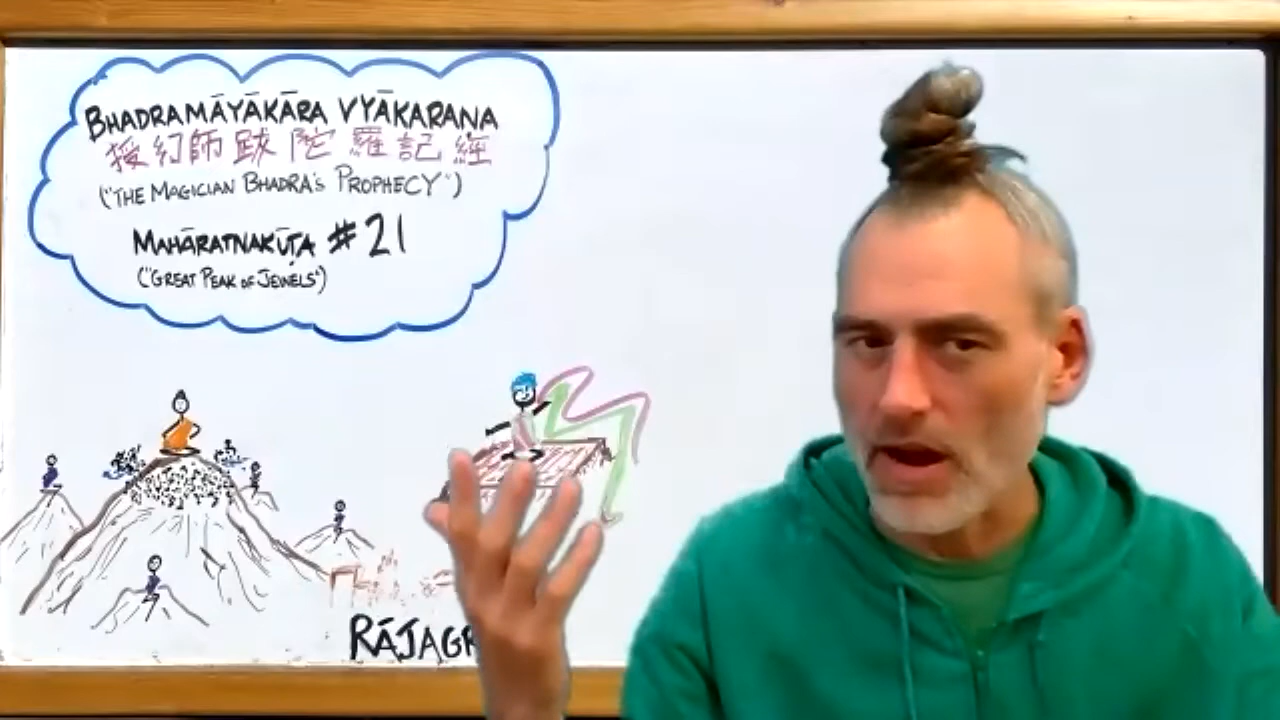 BHADRAMĀYĀKĀRA VYĀKARANA
授幻師跋陀羅記經
("THE MAGICIAN BHADRA'S PROPHECY")
MAHĀRATNAKŪṬA #21
("GREAT PEAK OF JEWELS")
RĀJAGR